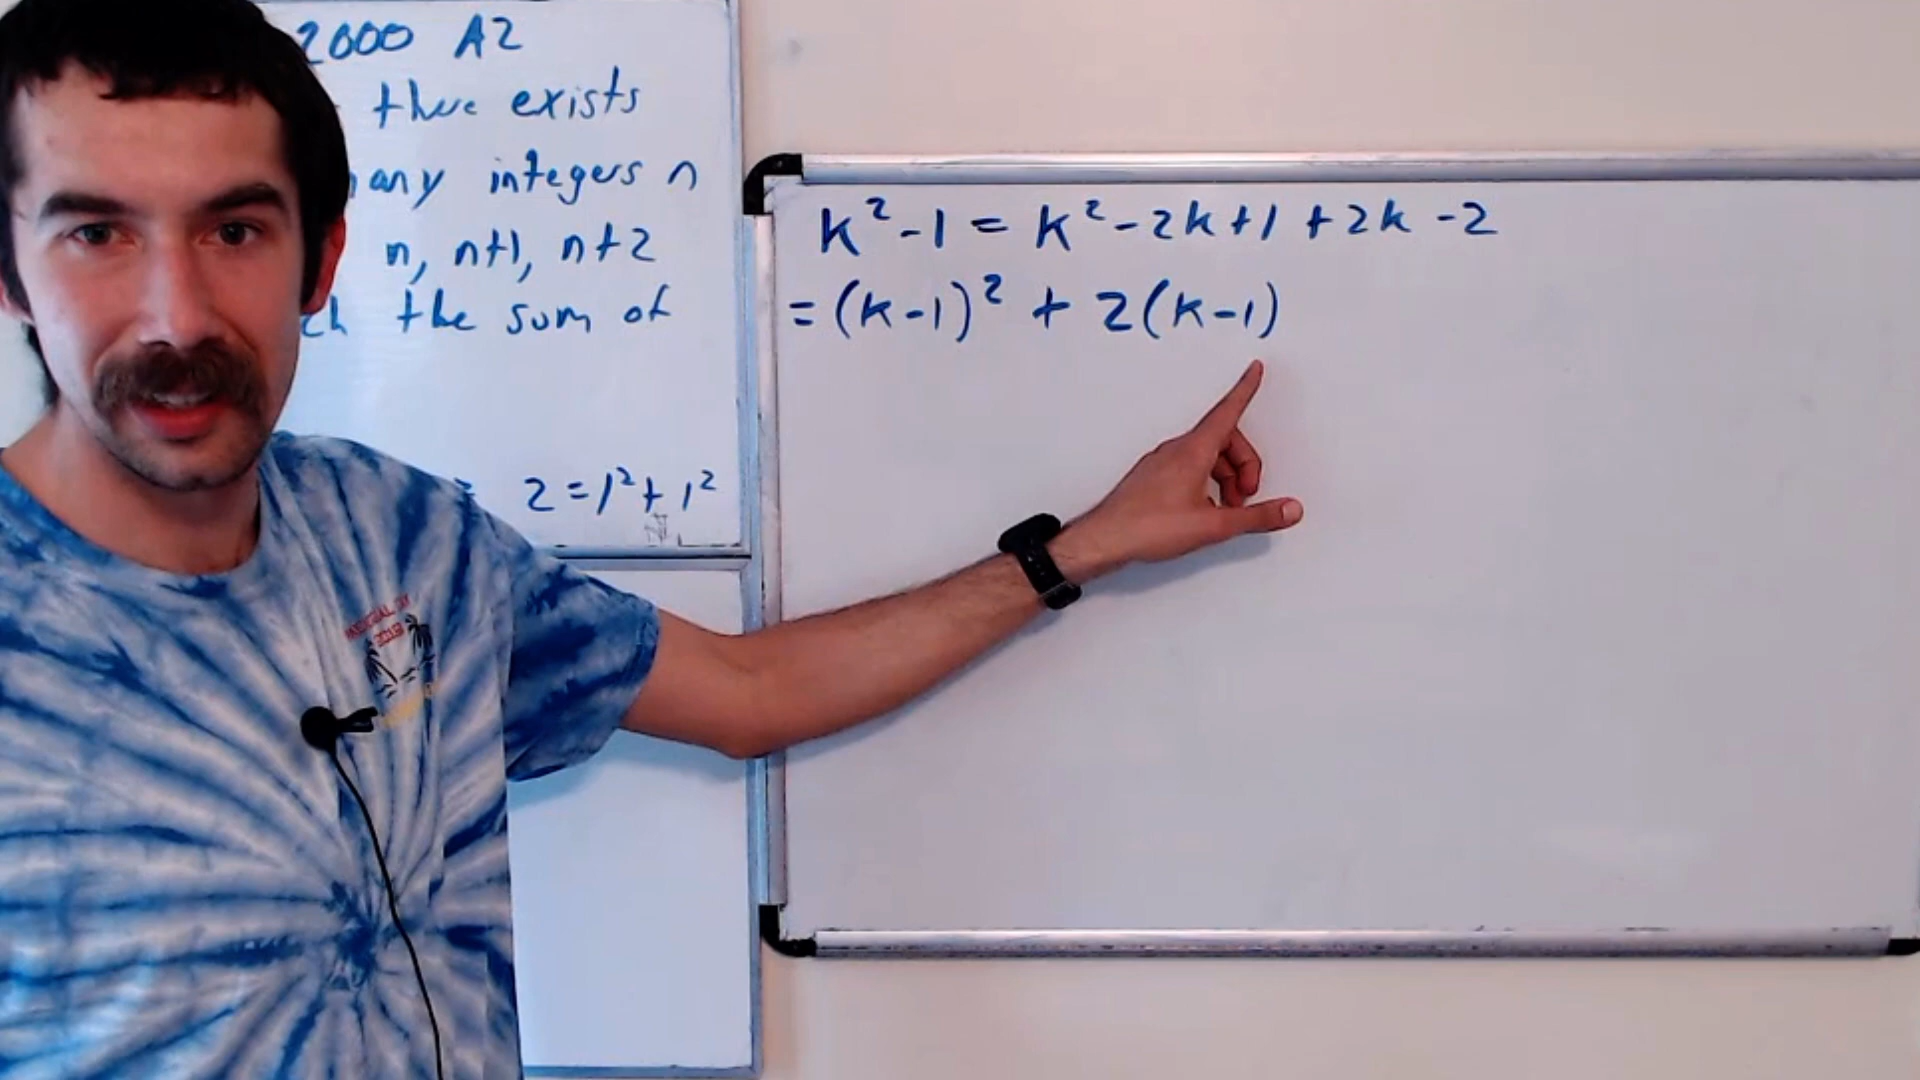 2000 A2
there exists
any integers n
n, n+1, n+2
the sum of
2 = 1² + 1²
k² - 1 = k² - 2k + 1 + 2k - 2
= (k-1)² + 2(k-1)